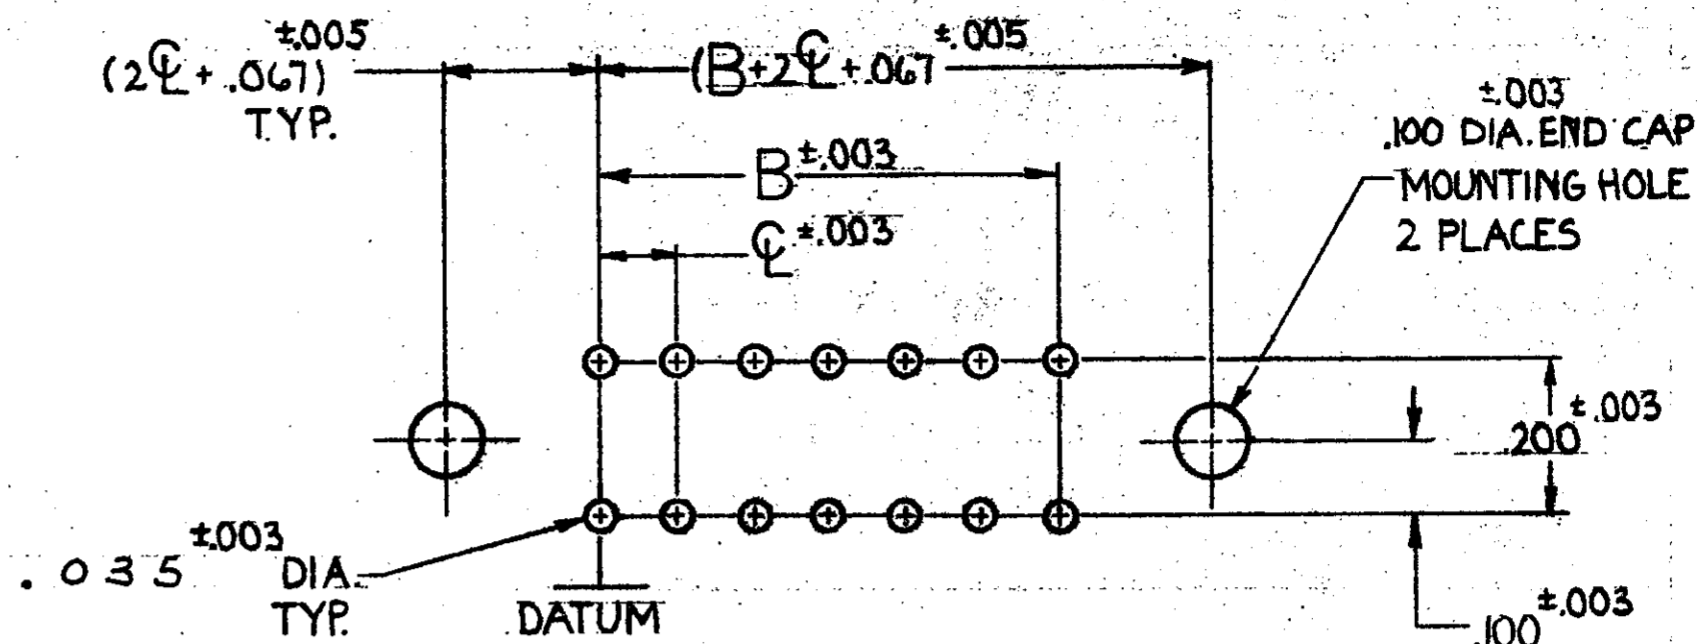 ±.005
(2℄ + .067)
TYP.
±.005
(B+2℄+.067
±.003
.100 DIA. END CAP
MOUNTING HOLE
2 PLACES
B ±.003
℄ ±.003
±.003
.200
.035 ±.003 DIA.
TYP.
DATUM
.100 ±.003